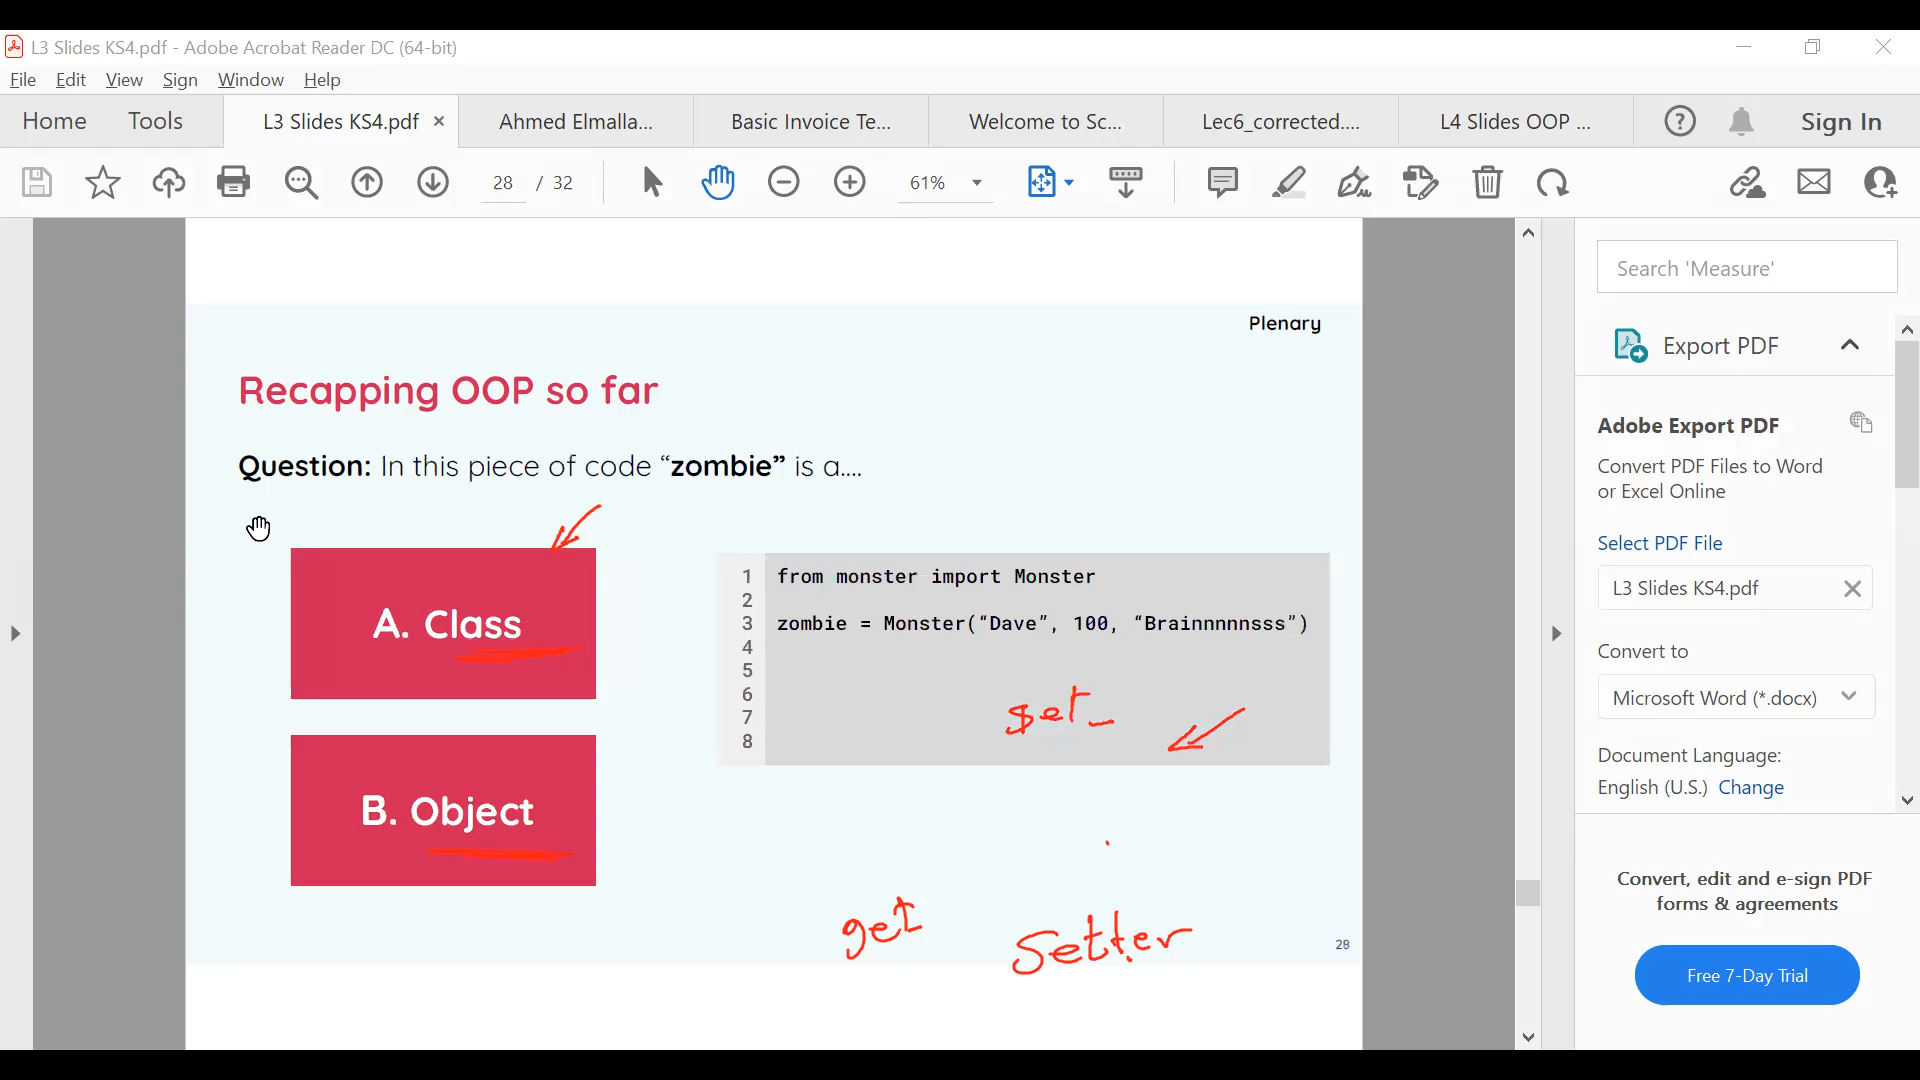 L3 Slides KS4.pdf - Adobe Acrobat Reader DC (64-bit)
File Edit View Sign Window Help
Home Tools L3 Slides KS4.pdf × Ahmed Elmalla... Basic Invoice Te... Welcome to Sc... Lec6_corrected.... L4 Slides OOP ... Sign In
28 / 32 61%
Plenary
Recapping OOP so far
Question: In this piece of code “zombie” is a....
A. Class
B. Object
1 from monster import Monster
2
3 zombie = Monster(“Dave”, 100, “Brainnnnnsss”)
4
5
6
7
8
set_
get
Setter
28
Search 'Measure'
Export PDF
Adobe Export PDF
Convert PDF Files to Word
or Excel Online
Select PDF File
L3 Slides KS4.pdf
Convert to
Microsoft Word (*.docx)
Document Language:
English (U.S.) Change
Convert, edit and e-sign PDF
forms & agreements
Free 7-Day Trial